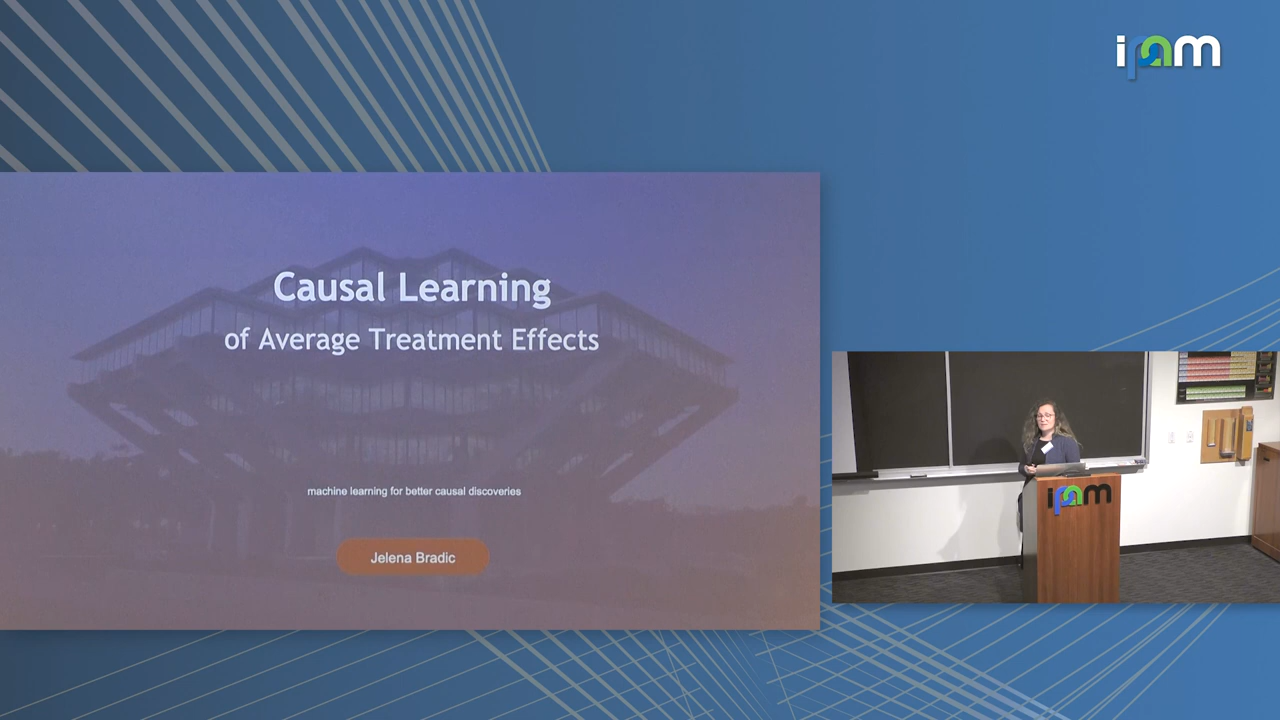 ipam
Causal Learning
of Average Treatment Effects
machine learning for better causal discoveries
Jelena Bradic
ipam